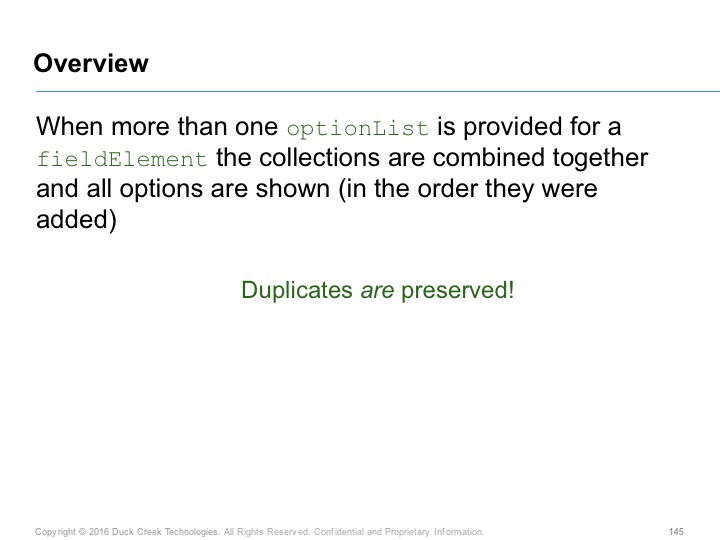 Overview
When more than one optionList is provided for a
fieldElement the collections are combined together
and all options are shown (in the order they were
added)
Duplicates are preserved!
Copyright © 2016 Duck Creek Technologies. All Rights Reserved. Confidential and Proprietary Information.
145